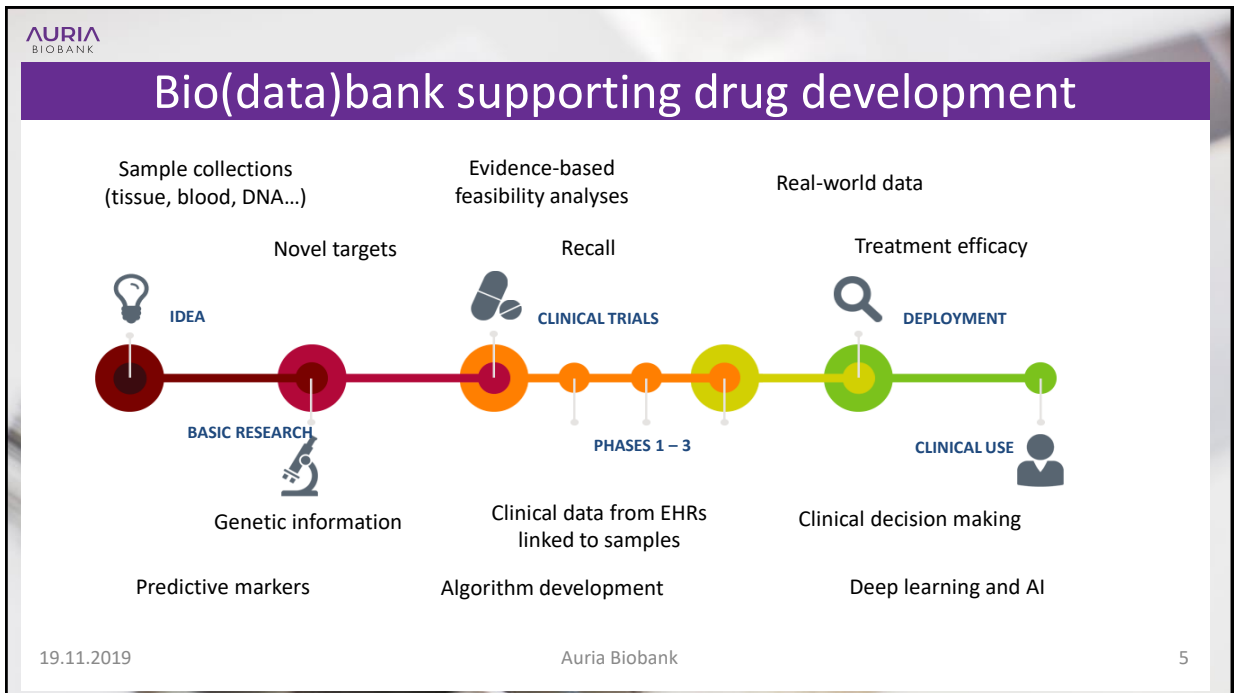 AURIA
BIOBANK
Bio(data)bank supporting drug development
Sample collections
(tissue, blood, DNA…)
Evidence-based
feasibility analyses
Real-world data
Novel targets
Recall
Treatment efficacy
IDEA
CLINICAL TRIALS
DEPLOYMENT
BASIC RESEARCH
PHASES 1 – 3
CLINICAL USE
Genetic information
Clinical data from EHRs
linked to samples
Clinical decision making
Predictive markers
Algorithm development
Deep learning and AI
19.11.2019
Auria Biobank
5